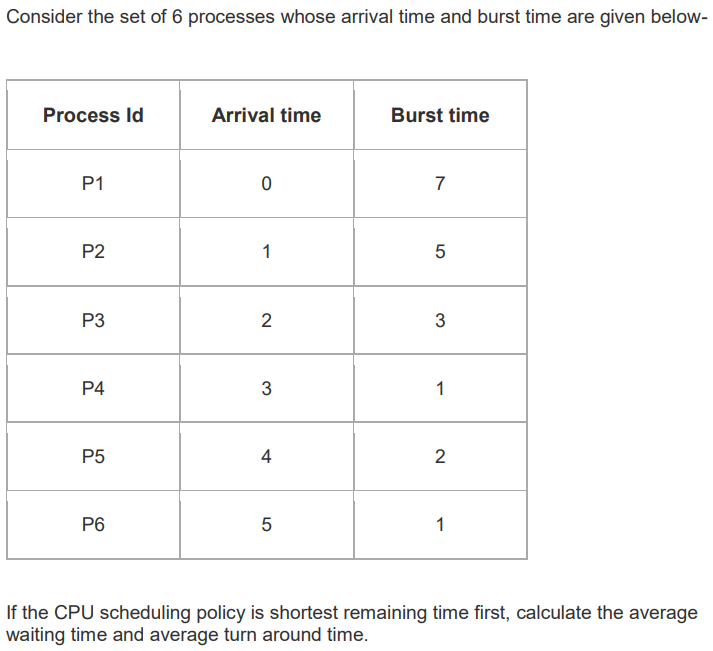 Consider the set of 6 processes whose arrival time and burst time are given below-
Process Id Arrival time Burst time
P1 0 7
P2 1 5
P3 2 3
P4 3 1
P5 4 2
P6 5 1
If the CPU scheduling policy is shortest remaining time first, calculate the average
waiting time and average turn around time.